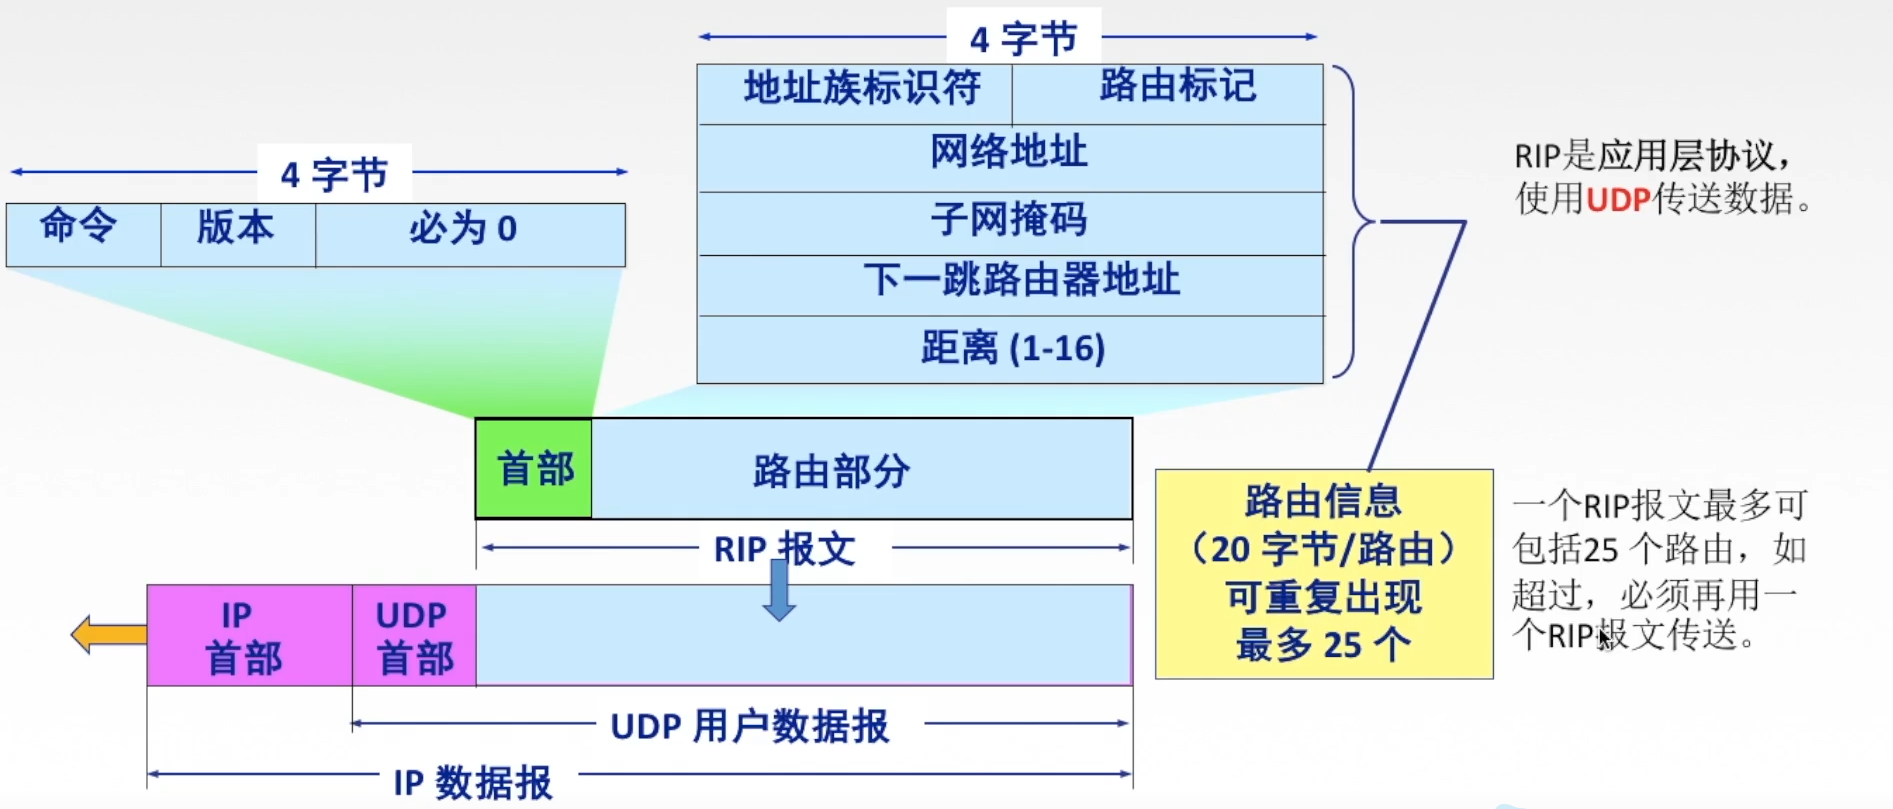 4 字节
地址族标识符
路由标记
网络地址
子网掩码
下一跳路由器地址
距离 (1-16)
4 字节
命令
版本
必为 0
RIP是应用层协议，
使用UDP传送数据。
首部
路由部分
RIP 报文
路由信息
（20 字节/路由）
可重复出现
最多 25 个
一个RIP报文最多可
包括25 个路由，如
超过，必须再用一
个RIP报文传送。
IP
首部
UDP
首部
UDP 用户数据报
IP 数据报